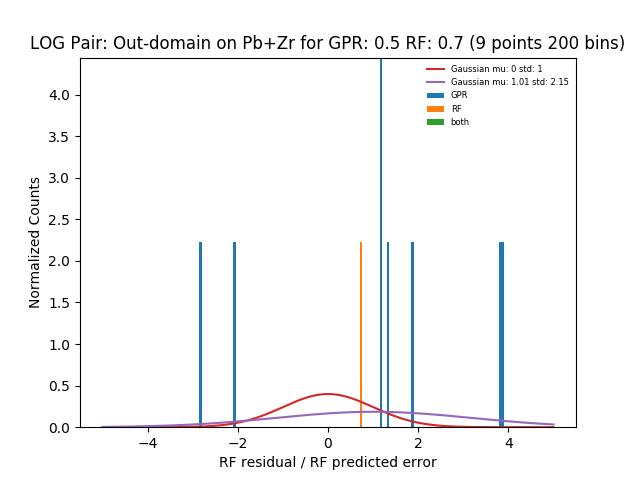 LOG Pair: Out-domain on Pb+Zr for GPR: 0.5 RF: 0.7 (9 points 200 bins)
Gaussian mu: 0 std: 1
Gaussian mu: 1.01 std: 2.15
GPR
RF
both
Normalized Counts
4.0
3.5
3.0
2.5
2.0
1.5
1.0
0.5
0.0
−4 −2 0 2 4
RF residual / RF predicted error